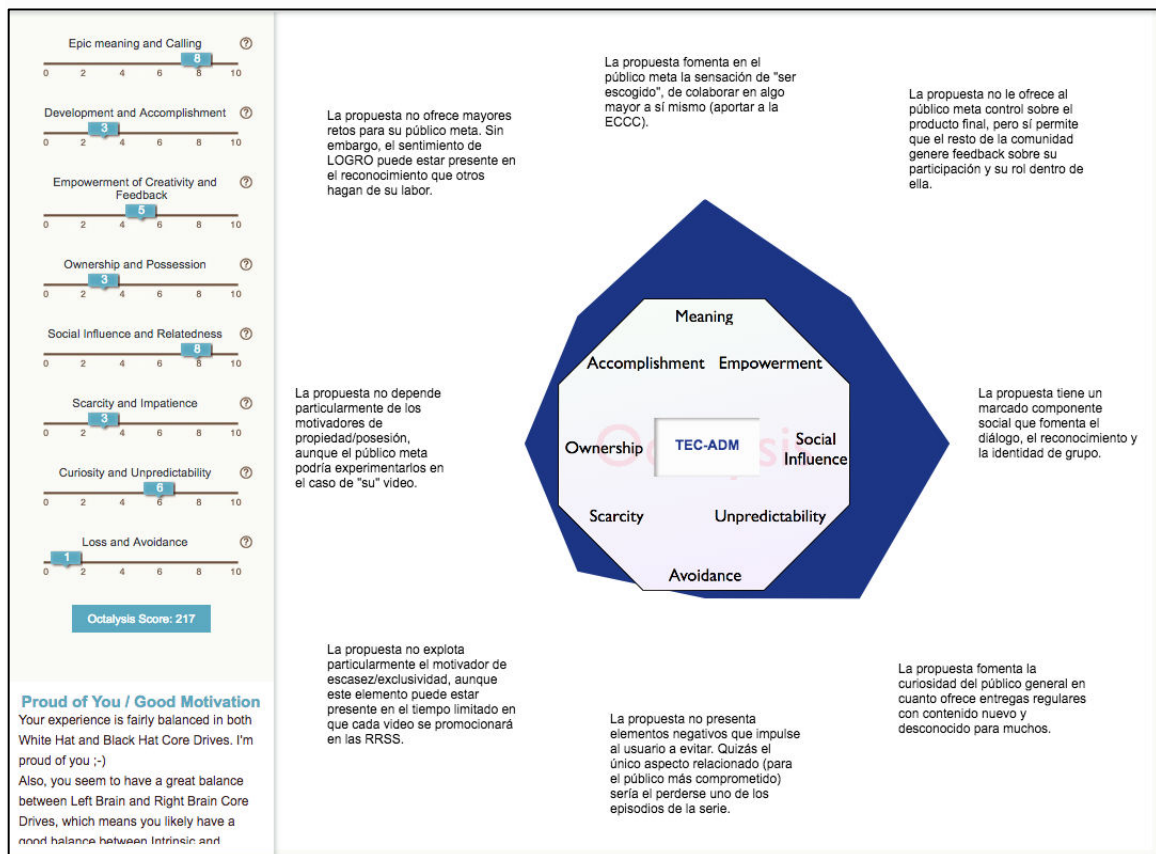 Epic meaning and Calling
8
0 2 4 6 8 10
Development and Accomplishment
3
0 2 4 6 8 10
Empowerment of Creativity and
Feedback
5
0 2 4 6 8 10
Ownership and Possession
3
0 2 4 6 8 10
Social Influence and Relatedness
8
0 2 4 6 8 10
Scarcity and Impatience
3
0 2 4 6 8 10
Curiosity and Unpredictability
6
0 2 4 6 8 10
Loss and Avoidance
1
0 2 4 6 8 10
Octalysis Score: 217
Proud of You / Good Motivation
Your experience is fairly balanced in both
White Hat and Black Hat Core Drives. I'm
proud of you ;-)
Also, you seem to have a great balance
between Left Brain and Right Brain Core
Drives, which means you likely have a
good balance between Intrinsic and
La propuesta no ofrece mayores
retos para su público meta. Sin
embargo, el sentimiento de
LOGRO puede estar presente en
el reconocimiento que otros
hagan de su labor.
La propuesta fomenta en el
público meta la sensación de "ser
escogido", de colaborar en algo
mayor a sí mismo (aportar a la
ECCC).
La propuesta no le ofrece al
público meta control sobre el
producto final, pero sí permite
que el resto de la comunidad
genere feedback sobre su
participación y su rol dentro de
ella.
Meaning
Accomplishment
Empowerment
Ownership
TEC-ADM
Social
Influence
Scarcity
Unpredictability
Avoidance
La propuesta no depende
particularmente de los
motivadores de
propiedad/posesión,
aunque el público meta
podría experimentarlos en
el caso de "su" video.
La propuesta tiene un
marcado componente
social que fomenta el
diálogo, el reconocimiento y
la identidad de grupo.
La propuesta no explota
particularmente el motivador de
escasez/exclusividad, aunque
este elemento puede estar
presente en el tiempo limitado
en que cada video se promocionará
en las RRSS.
La propuesta no presenta
elementos negativos que impulse
al usuario a evitar. Quizás el
único aspecto relacionado (para
el público más comprometido)
sería el perderse uno de los
episodios de la serie.
La propuesta fomenta la
curiosidad del público general en
cuanto ofrece entregas regulares
con contenido nuevo y
desconocido para muchos.